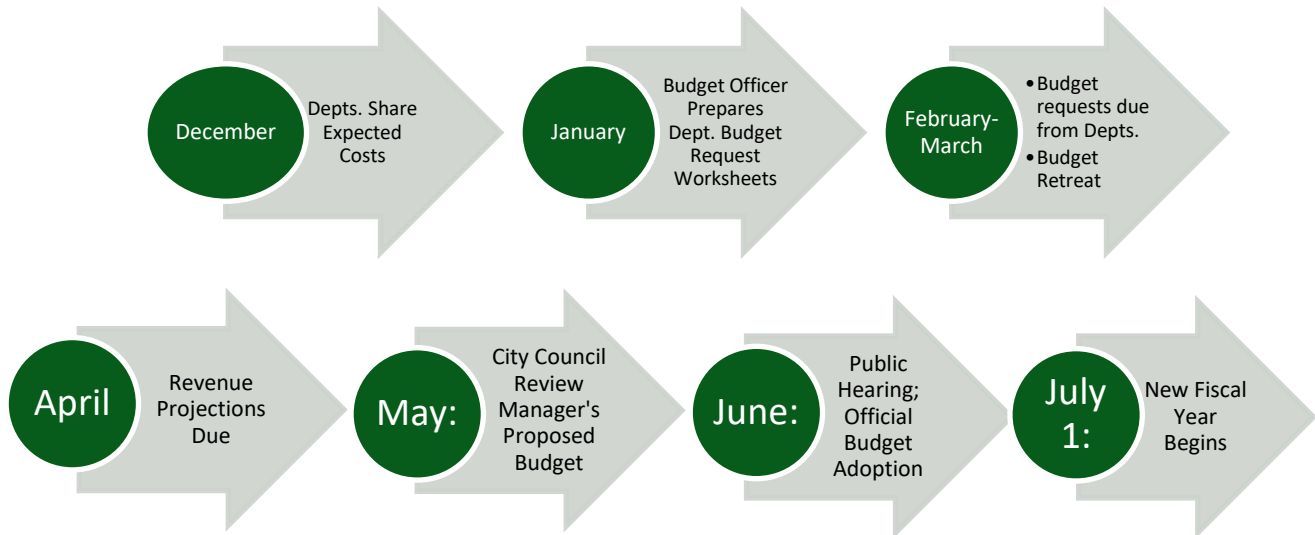 December
Depts. Share
Expected
Costs
January
Budget Officer
Prepares
Dept. Budget
Request
Worksheets
February-
March
•Budget
requests due
from Depts.
•Budget
Retreat
April
Revenue
Projections
Due
May:
City Council
Review
Manager's
Proposed
Budget
June:
Public
Hearing;
Official
Budget
Adoption
July
1:
New Fiscal
Year
Begins